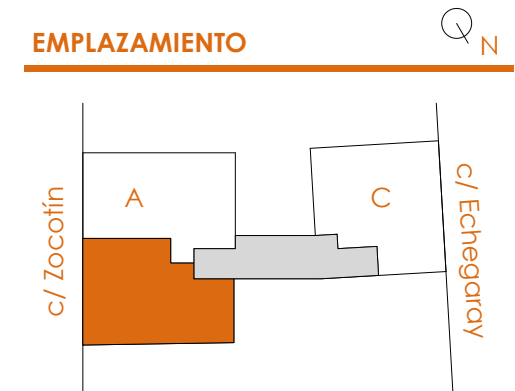 EMPLAZAMIENTO
N
A
C
c/ Zocotín
c/ Echegaray